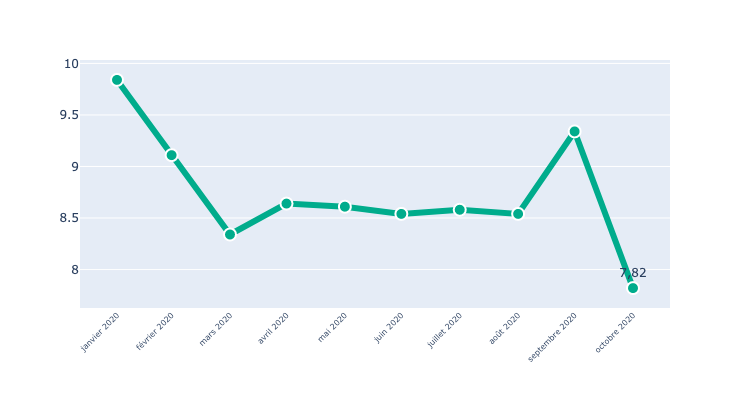 10
9.5
9
8.5
8
7.82
janvier 2020
février 2020
mars 2020
avril 2020
mai 2020
juin 2020
juillet 2020
août 2020
septembre 2020
octobre 2020